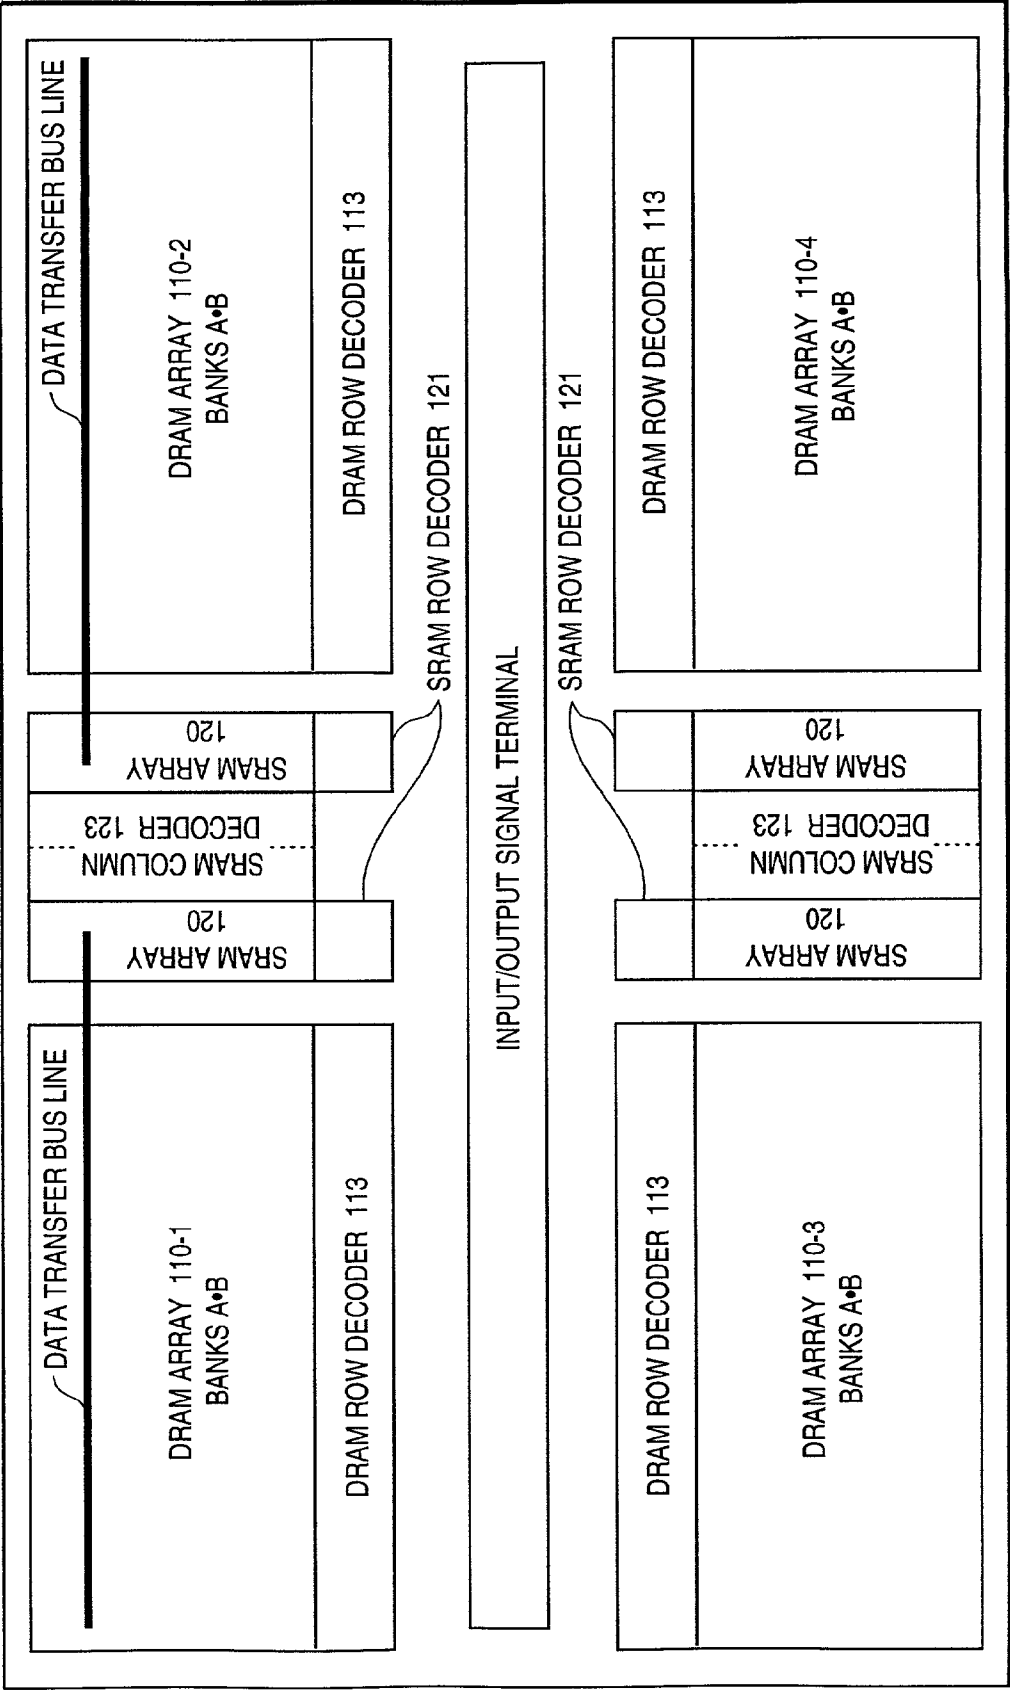 DATA TRANSFER BUS LINE
DRAM ARRAY 110-1
BANKS A•B
DRAM ROW DECODER 113
SRAM ARRAY
120
SRAM COLUMN
DECODER 123
SRAM ARRAY
120
DATA TRANSFER BUS LINE
DRAM ARRAY 110-2
BANKS A•B
DRAM ROW DECODER 113
SRAM ROW DECODER 121
INPUT/OUTPUT SIGNAL TERMINAL
SRAM ROW DECODER 121
DRAM ROW DECODER 113
DRAM ARRAY 110-3
BANKS A•B
SRAM ARRAY
120
SRAM COLUMN
DECODER 123
SRAM ARRAY
120
DRAM ROW DECODER 113
DRAM ARRAY 110-4
BANKS A•B